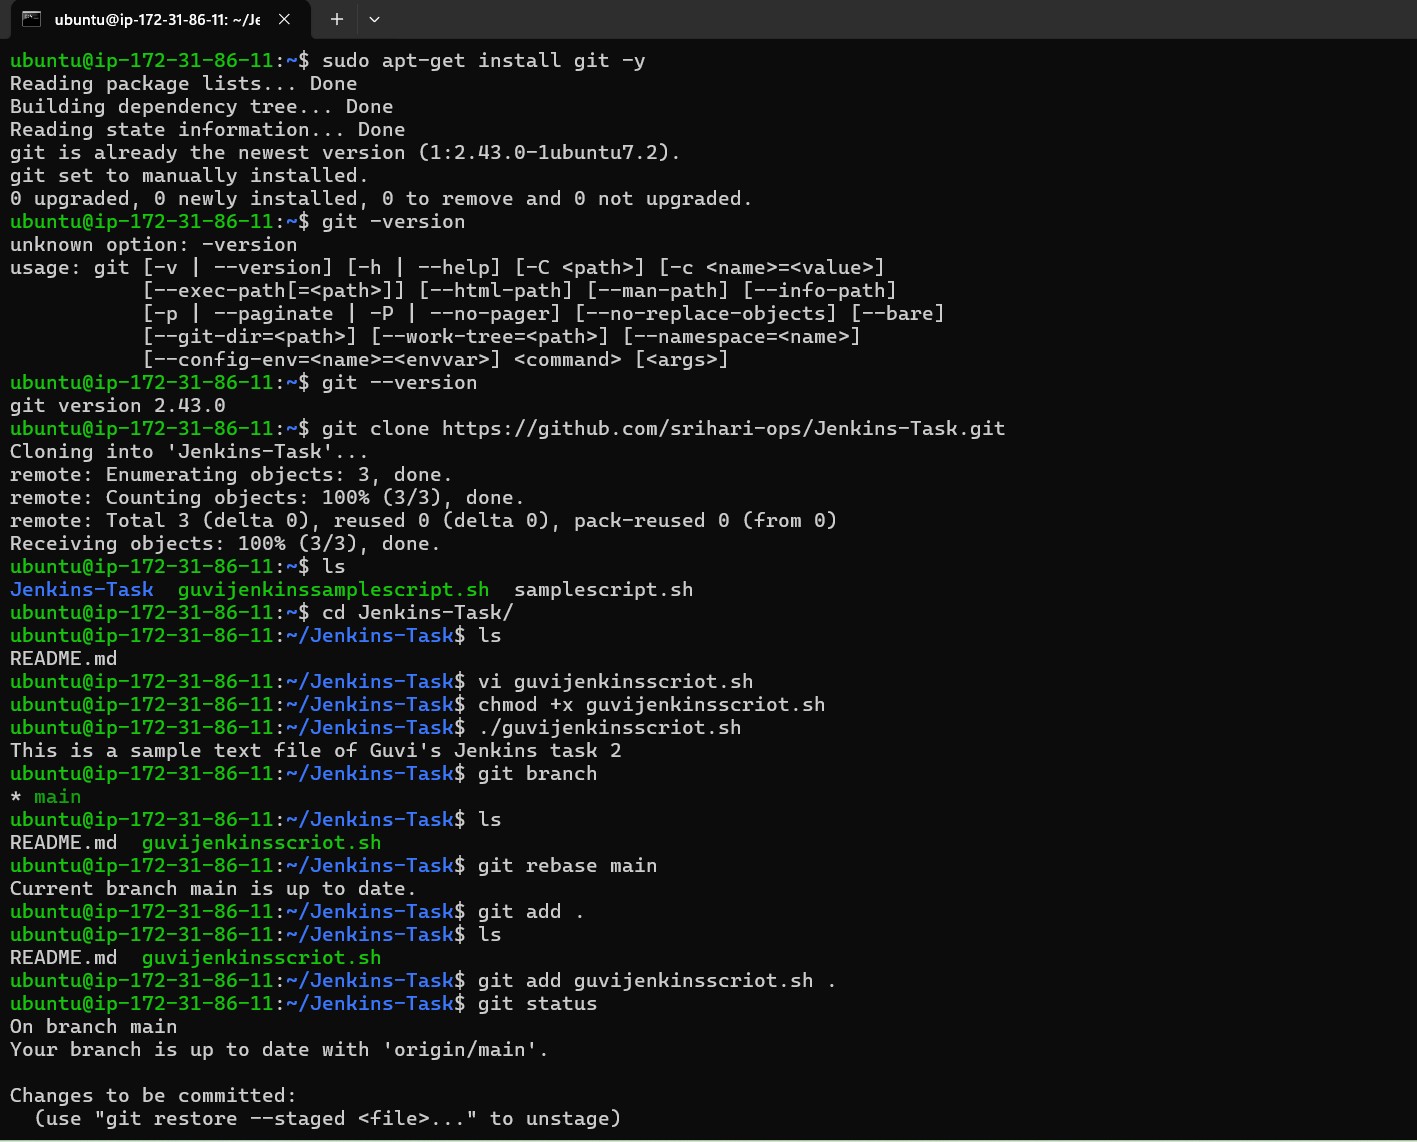 ubuntu@ip-172-31-86-11: ~/Je
ubuntu@ip-172-31-86-11:~$ sudo apt-get install git -y
Reading package lists... Done
Building dependency tree... Done
Reading state information... Done
git is already the newest version (1:2.43.0-1ubuntu7.2).
git set to manually installed.
0 upgraded, 0 newly installed, 0 to remove and 0 not upgraded.
ubuntu@ip-172-31-86-11:~$ git -version
unknown option: -version
usage: git [-v | --version] [-h | --help] [-C <path>] [-c <name>=<value>]
           [--exec-path[=<path>]] [--html-path] [--man-path] [--info-path]
           [-p | --paginate | -P | --no-pager] [--no-replace-objects] [--bare]
           [--git-dir=<path>] [--work-tree=<path>] [--namespace=<name>]
           [--config-env=<name>=<envvar>] <command> [<args>]
ubuntu@ip-172-31-86-11:~$ git --version
git version 2.43.0
ubuntu@ip-172-31-86-11:~$ git clone https://github.com/srihari-ops/Jenkins-Task.git
Cloning into 'Jenkins-Task'...
remote: Enumerating objects: 3, done.
remote: Counting objects: 100% (3/3), done.
remote: Total 3 (delta 0), reused 0 (delta 0), pack-reused 0 (from 0)
Receiving objects: 100% (3/3), done.
ubuntu@ip-172-31-86-11:~$ ls
Jenkins-Task  guvijenkinssamplescript.sh  samplescript.sh
ubuntu@ip-172-31-86-11:~$ cd Jenkins-Task/
ubuntu@ip-172-31-86-11:~/Jenkins-Task$ ls
README.md
ubuntu@ip-172-31-86-11:~/Jenkins-Task$ vi guvijenkinsscriot.sh
ubuntu@ip-172-31-86-11:~/Jenkins-Task$ chmod +x guvijenkinsscriot.sh
ubuntu@ip-172-31-86-11:~/Jenkins-Task$ ./guvijenkinsscriot.sh
This is a sample text file of Guvi's Jenkins task 2
ubuntu@ip-172-31-86-11:~/Jenkins-Task$ git branch
* main
ubuntu@ip-172-31-86-11:~/Jenkins-Task$ ls
README.md  guvijenkinsscriot.sh
ubuntu@ip-172-31-86-11:~/Jenkins-Task$ git rebase main
Current branch main is up to date.
ubuntu@ip-172-31-86-11:~/Jenkins-Task$ git add .
ubuntu@ip-172-31-86-11:~/Jenkins-Task$ ls
README.md  guvijenkinsscriot.sh
ubuntu@ip-172-31-86-11:~/Jenkins-Task$ git add guvijenkinsscriot.sh .
ubuntu@ip-172-31-86-11:~/Jenkins-Task$ git status
On branch main
Your branch is up to date with 'origin/main'.

Changes to be committed:
  (use "git restore --staged <file>..." to unstage)